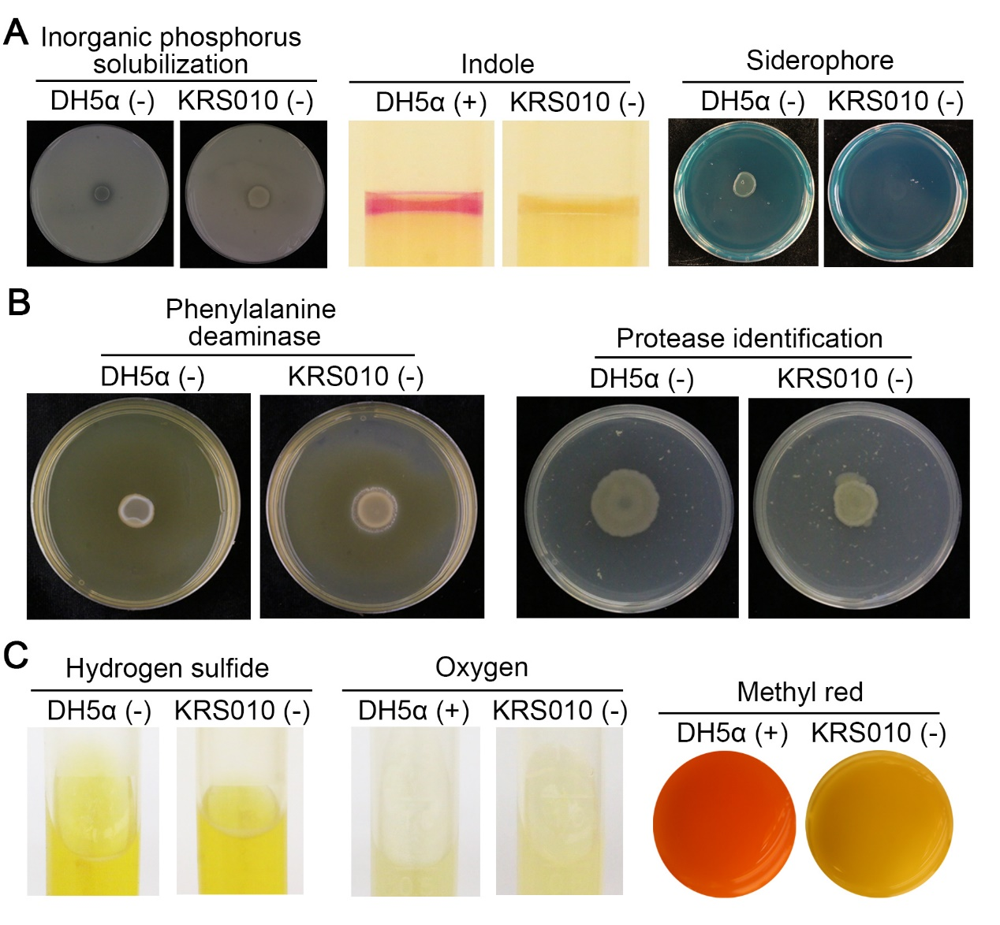 A
Inorganic phosphorus
solubilization
DH5α (-) KRS010 (-)
Indole
DH5α (+) KRS010 (-)
Siderophore
DH5α (-) KRS010 (-)
B
Phenylalanine
deaminase
DH5α (-) KRS010 (-)
Protease identification
DH5α (-) KRS010 (-)
C
Hydrogen sulfide
DH5α (-) KRS010 (-)
Oxygen
DH5α (+) KRS010 (-)
Methyl red
DH5α (+) KRS010 (-)